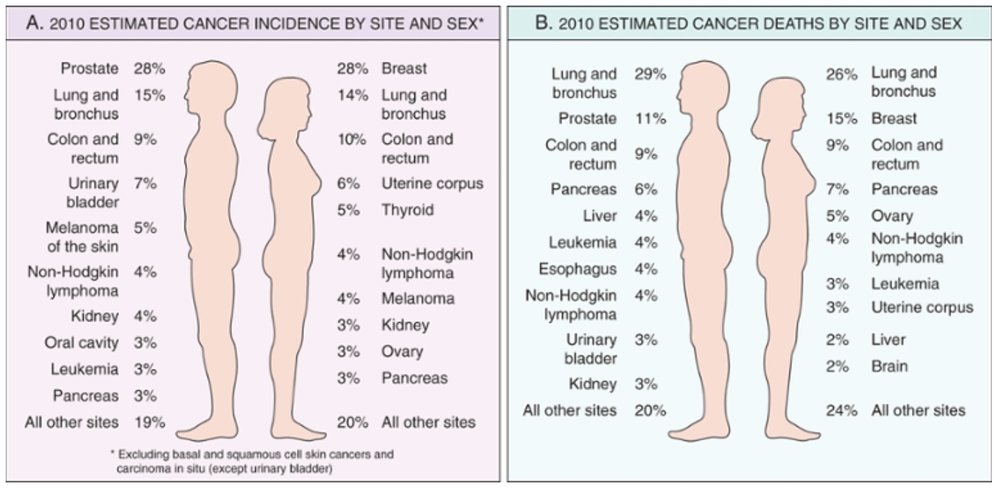 A. 2010 ESTIMATED CANCER INCIDENCE BY SITE AND SEX*
Prostate 28%
Lung and 15%
bronchus
Colon and 9%
rectum
Urinary 7%
bladder
Melanoma 5%
of the skin
Non-Hodgkin 4%
lymphoma
Kidney 4%
Oral cavity 3%
Leukemia 3%
Pancreas 3%
All other sites 19%
28% Breast
14% Lung and
bronchus
10% Colon and
rectum
6% Uterine corpus
5% Thyroid
4% Non-Hodgkin
lymphoma
4% Melanoma
3% Kidney
3% Ovary
3% Pancreas
20% All other sites
* Excluding basal and squamous cell skin cancers and
carcinoma in situ (except urinary bladder)
B. 2010 ESTIMATED CANCER DEATHS BY SITE AND SEX
Lung and 29%
bronchus
Prostate 11%
Colon and
rectum 9%
Pancreas 6%
Liver 4%
Leukemia 4%
Esophagus 4%
Non-Hodgkin 4%
lymphoma
Urinary 3%
bladder
Kidney 3%
All other sites 20%
26% Lung and
bronchus
15% Breast
9% Colon and
rectum
7% Pancreas
5% Ovary
4% Non-Hodgkin
lymphoma
3% Leukemia
3% Uterine corpus
2% Liver
2% Brain
24% All other sites